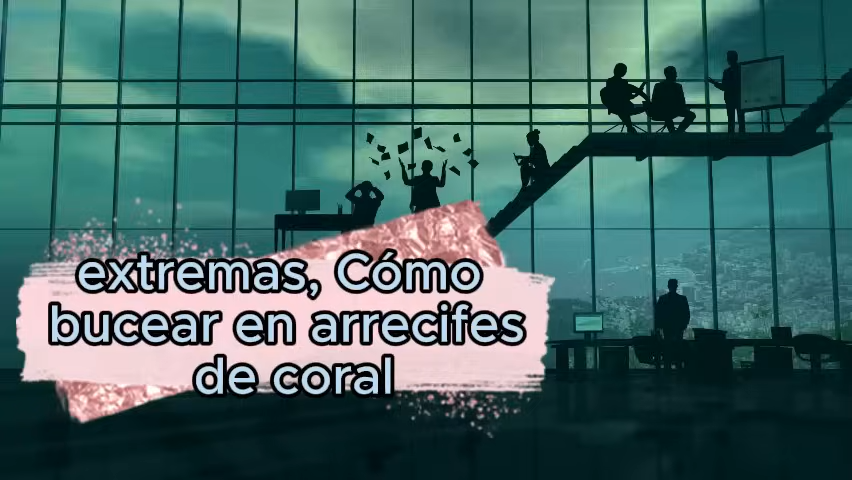 extremas, Cómo
bucear en arrecifes
de coral